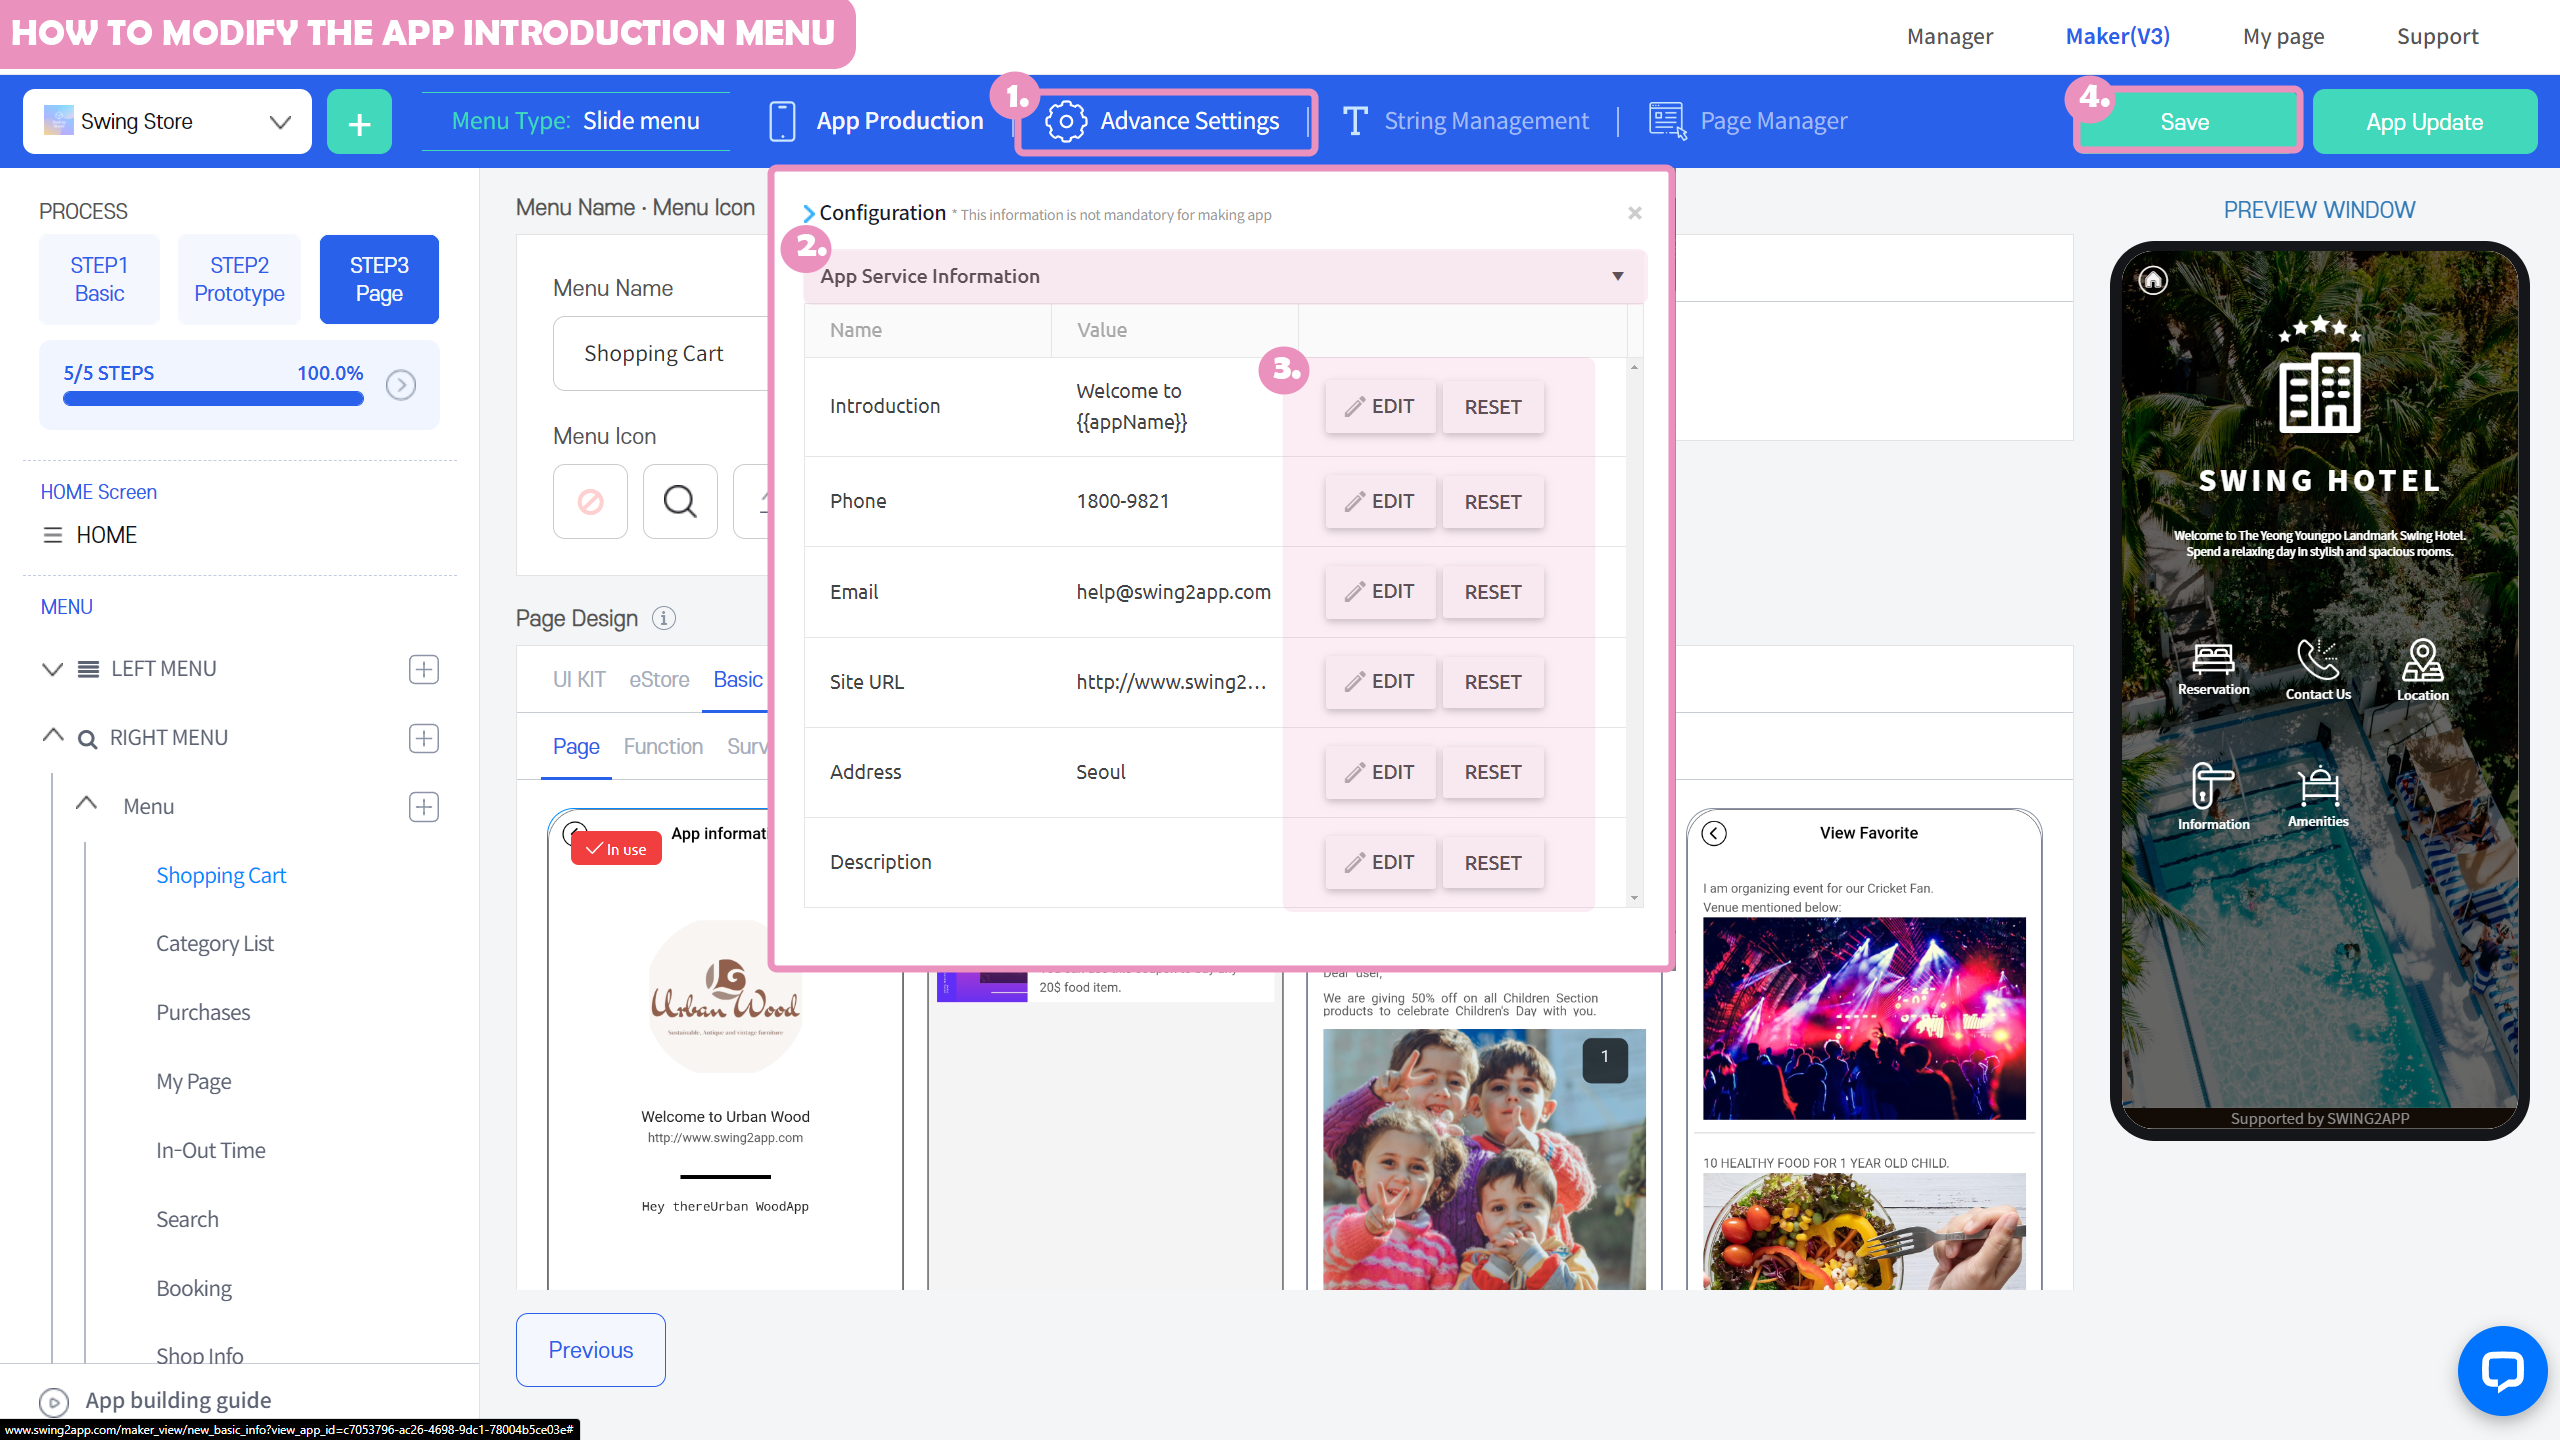 HOW TO MODIFY THE APP INTRODUCTION MENU
Manager
Maker(V3)
My page
Support
Swing Store
+
Menu Type: Slide menu
App Production
1.
Advance Settings
String Management
Page Manager
4.
Save
App Update
PROCESS
STEP1
Basic
STEP2
Prototype
STEP3
Page
5/5 STEPS
100.0%
HOME Screen
HOME
MENU
LEFT MENU
RIGHT MENU
Menu
Shopping Cart
Category List
Purchases
My Page
In-Out Time
Search
Booking
Shop Info
App building guide
www.swing2app.com/maker_view/new_basic_info?view_app_id=c7053796-ac26-4698-9dc1-78004b5ce03e#
Menu Name · Menu Icon
Menu Name
Shopping Cart
Menu Icon
Page Design
UI KIT
eStore
Basic
Page
Function
Surv
Configuration * This information is not mandatory for making app
2.
App Service Information
Name
Value
3.
Introduction
Welcome to
{{appName}}
EDIT
RESET
Phone
1800-9821
EDIT
RESET
Email
help@swing2app.com
EDIT
RESET
Site URL
http://www.swing2...
EDIT
RESET
Address
Seoul
EDIT
RESET
Description
EDIT
RESET
In use
App informat
Urban Wood
Sustainable, Antique and vintage furniture
Welcome to Urban Wood
http://www.swing2app.com
Hey thereUrban WoodApp
20$ food item.
Dear user,
We are giving 50% off on all Children Section
products to celebrate Children's Day with you.
1
View Favorite
I am organizing event for our Cricket Fan.
Venue mentioned below:
10 HEALTHY FOOD FOR 1 YEAR OLD CHILD.
Previous
PREVIEW WINDOW
SWING HOTEL
Welcome to The Yeong Youngpo Landmark Swing Hotel.
Spend a relaxing day in stylish and spacious rooms.
Reservation
Contact Us
Location
Information
Amenities
Supported by SWING2APP